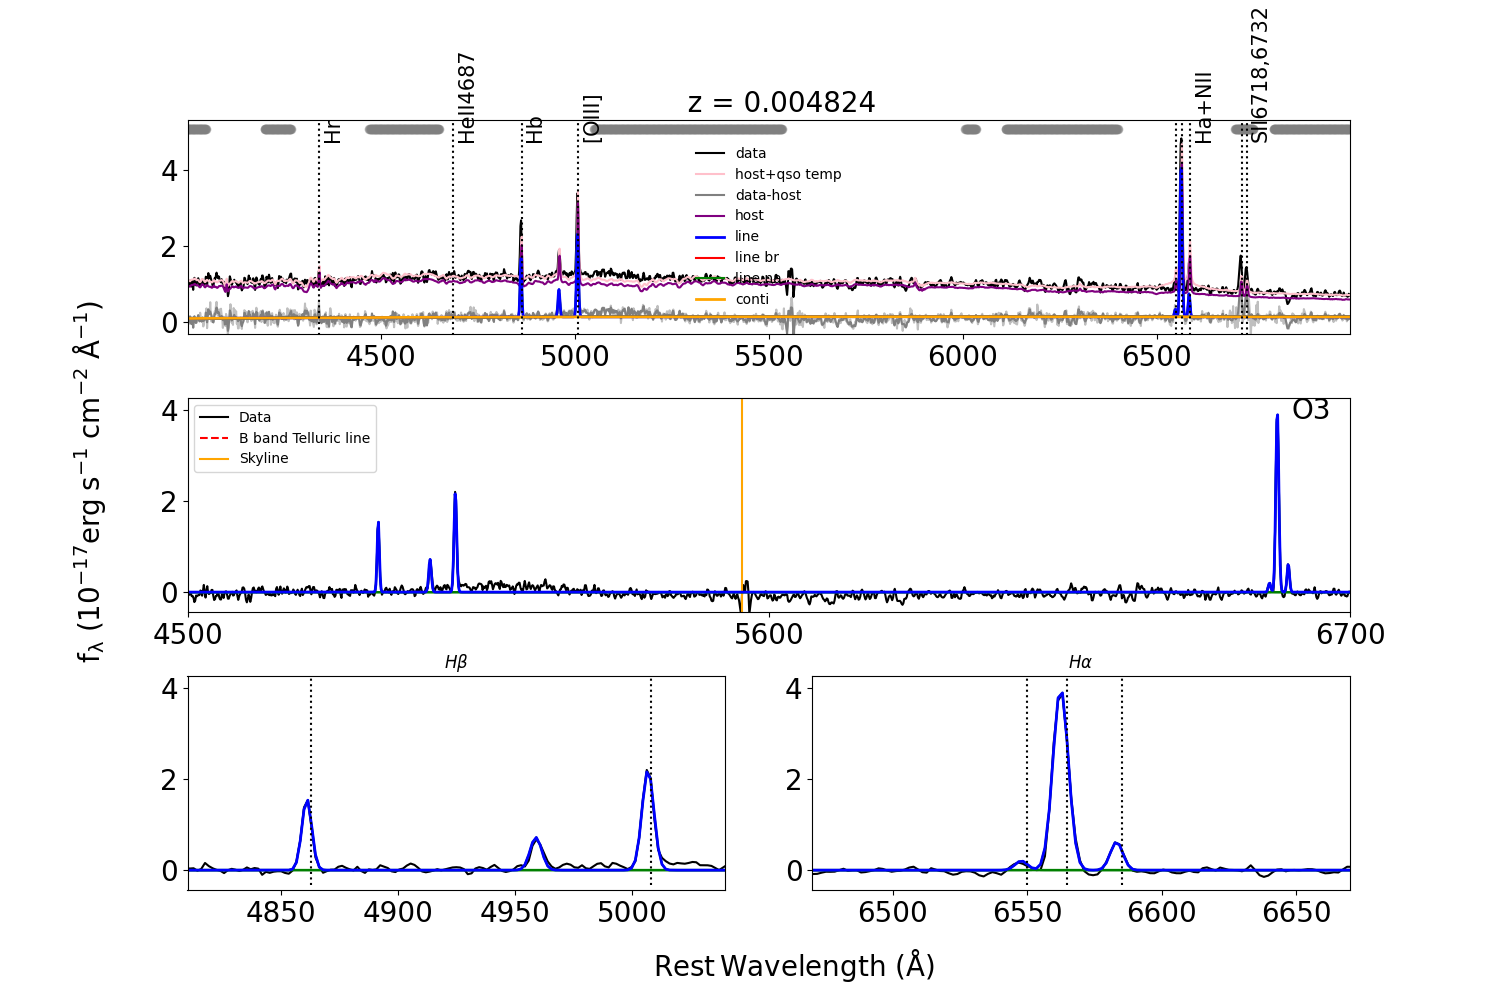 z = 0.004824
Hr
HeII4687
Hb
[OIII]
Ha+NII
SII6718,6732
data
host+qso temp
data-host
host
line
line br
line na
conti
4
2
0
4500
5000
5500
6000
6500
Data
B band Telluric line
Skyline
O3
4
2
0
4500
5600
6700
fλ (10⁻¹⁷erg s⁻¹ cm⁻² Å⁻¹)
Hβ
4
2
0
4850
4900
4950
5000
Hα
4
2
0
6500
6550
6600
6650
Rest Wavelength (Å)